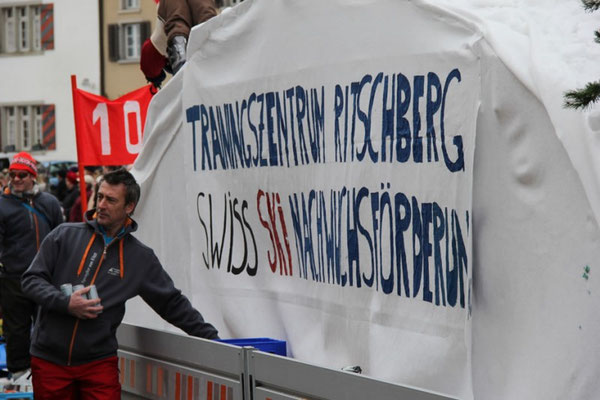 TRAININGSZENTRUM RITSCHBERG
SWiSS SKi NACHWUCHSFÖRDERUN
10